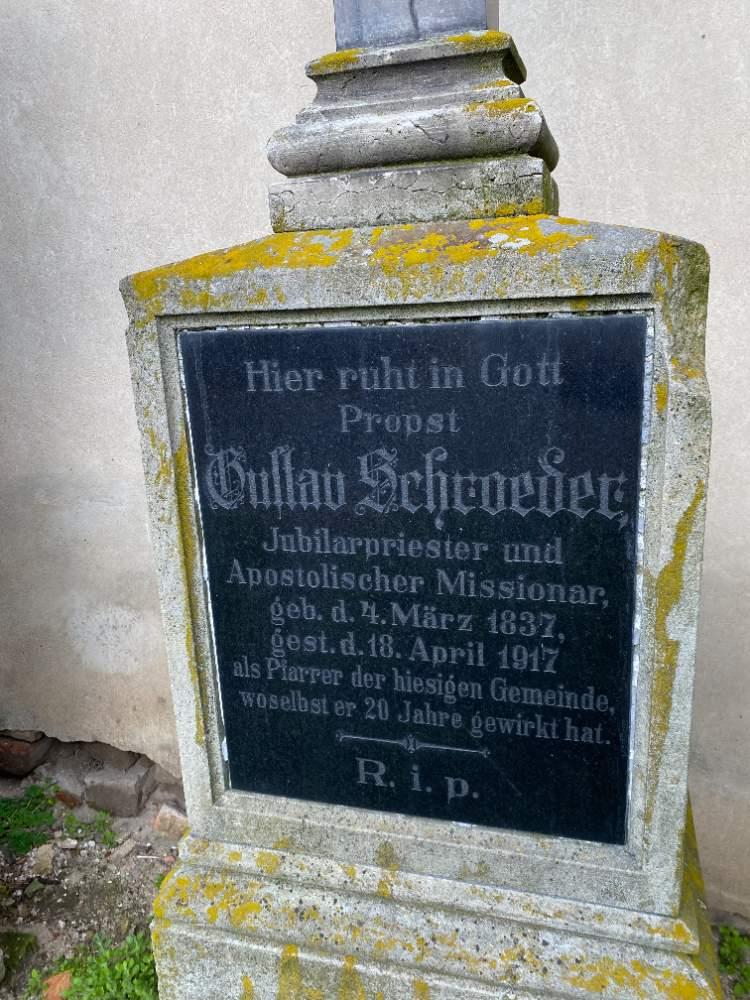 Hier ruht in Gott
Propst
Gustav Schroeder,
Jubilarpriester und
Apostolischer Missionar,
geb. d. 4. März 1837,
gest. d. 18. April 1917
als Pfarrer der hiesigen Gemeinde,
woselbst er 20 Jahre gewirkt hat.
R. i. p.